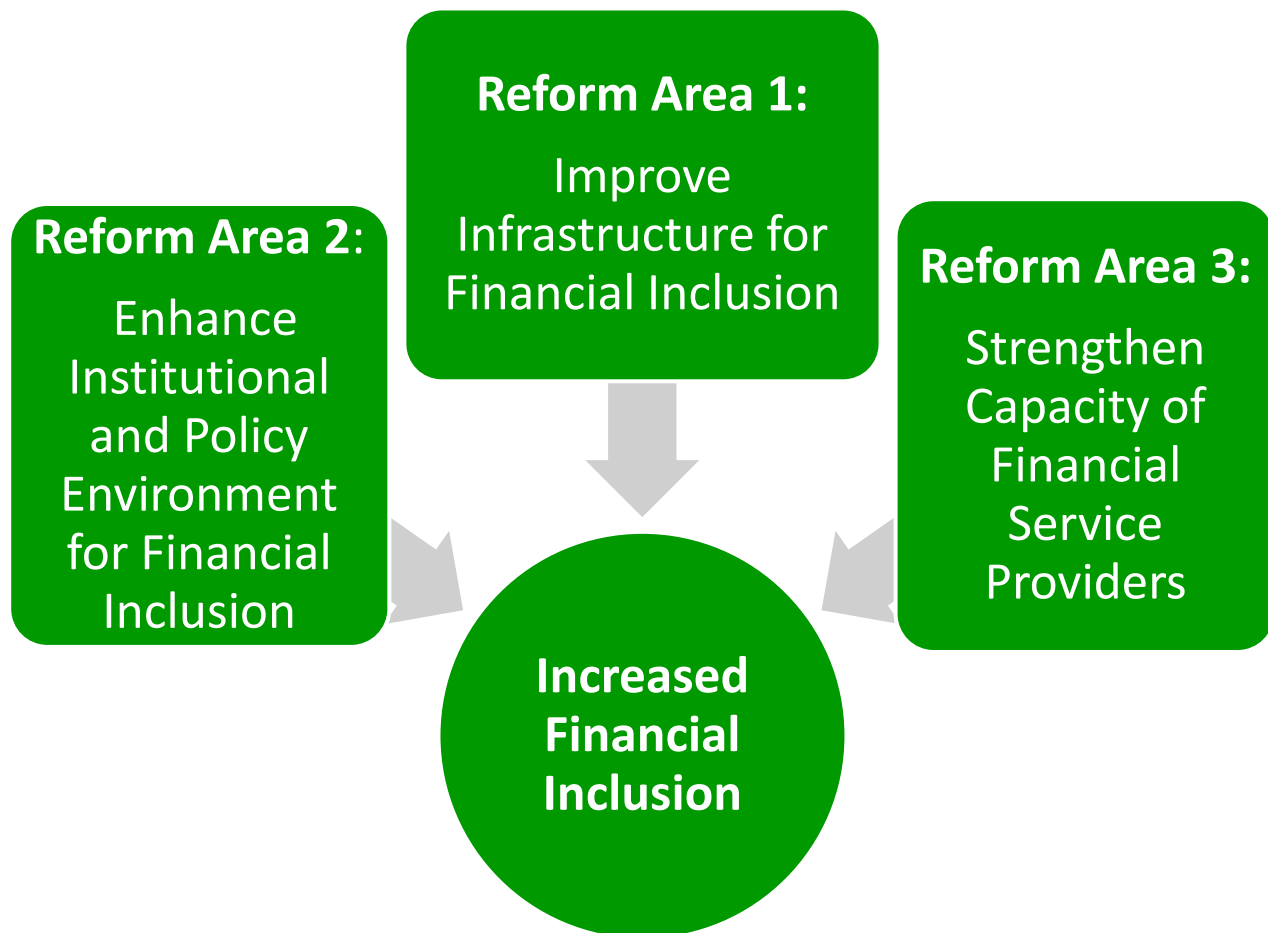 Reform Area 1:
Improve
Infrastructure for
Financial Inclusion
Reform Area 2:
Enhance
Institutional
and Policy
Environment
for Financial
Inclusion
Reform Area 3:
Strengthen
Capacity of
Financial
Service
Providers
Increased
Financial
Inclusion